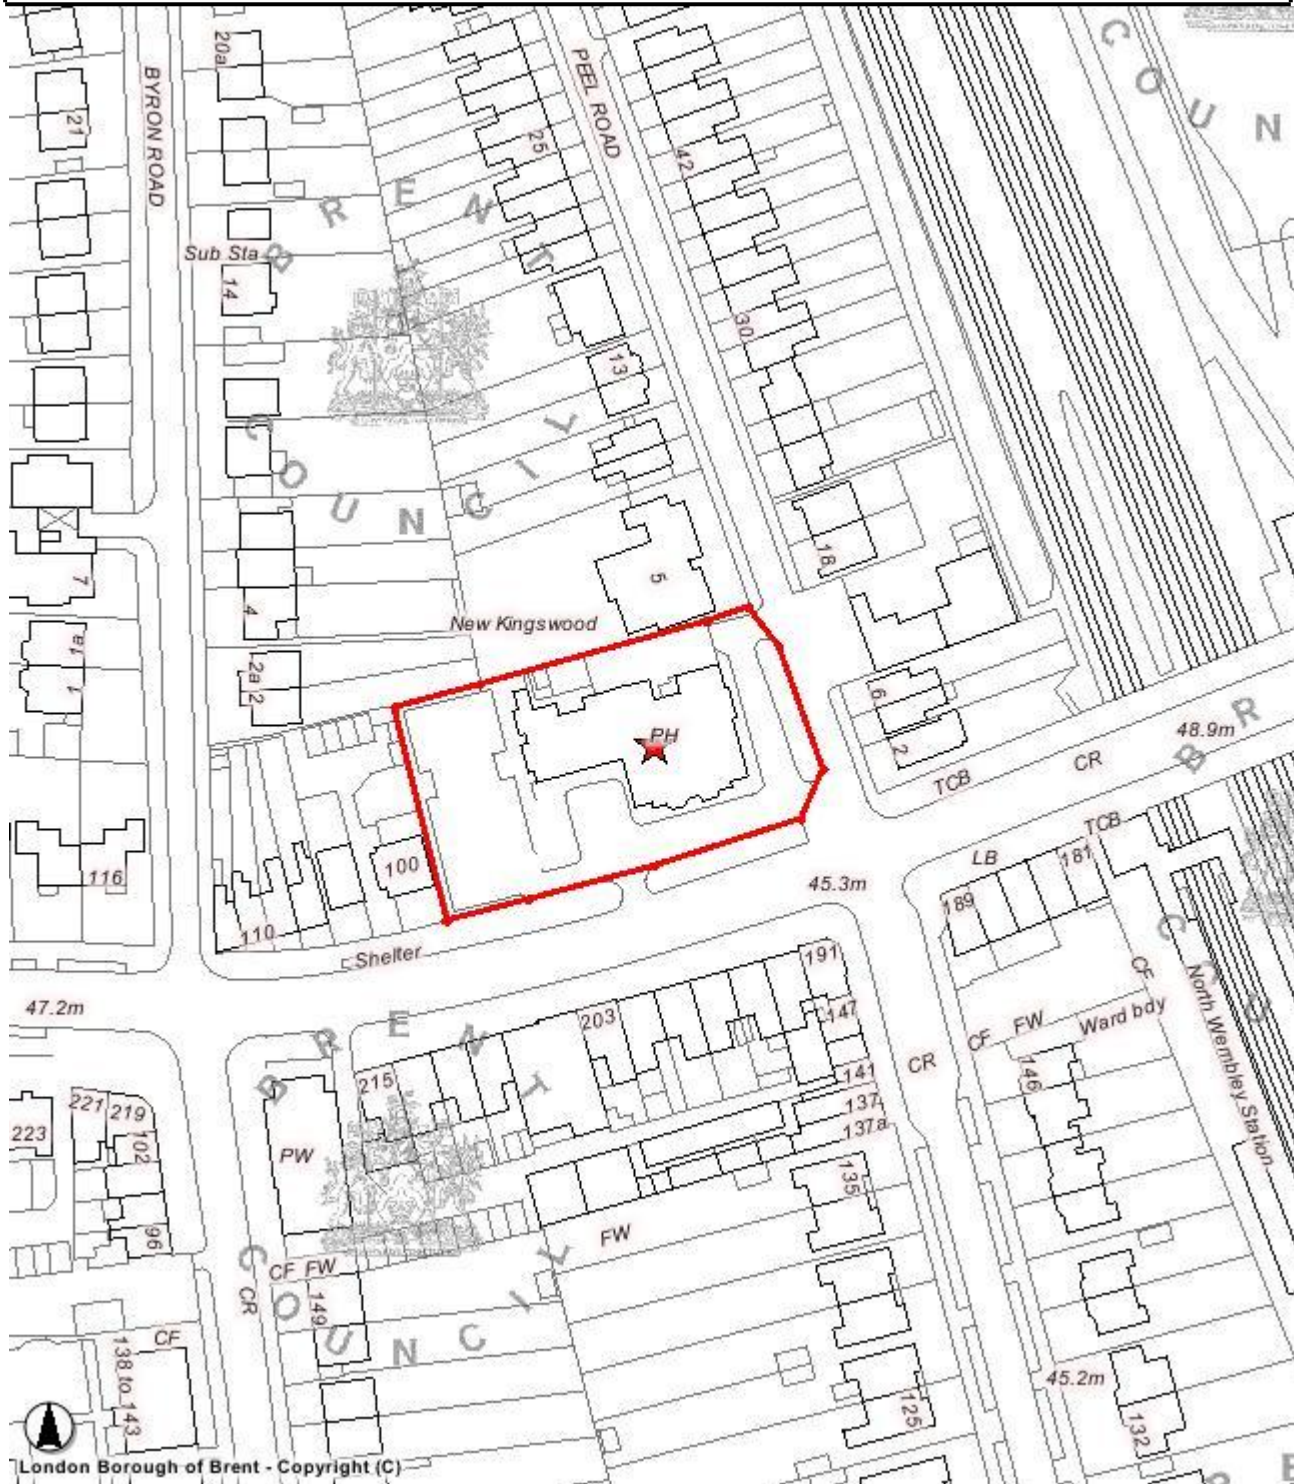 20a
BYRON ROAD
PEEL ROAD
C O U N
21
25
42
B R E N T
Sub Sta
14
30
13
C O U N C I L
18
7
5
4
New Kingswood
1a
1
2a
2
6
PH
2
B R
48.9m
CR
TCB
TCB
116
100
LB
181
45.3m
189
110
Shelter
191
C O U
47.2m
203
147
CF
North Wembley Station
B R E N T
FW
Ward bdy
CF
CR
215
141
146
221
219
137
137a
223
102
PW
135
96
FW
CF
FW
C O U N C I L
CR
149
CF
138 to 143
45.2m
125
132
London Borough of Brent - Copyright (C)